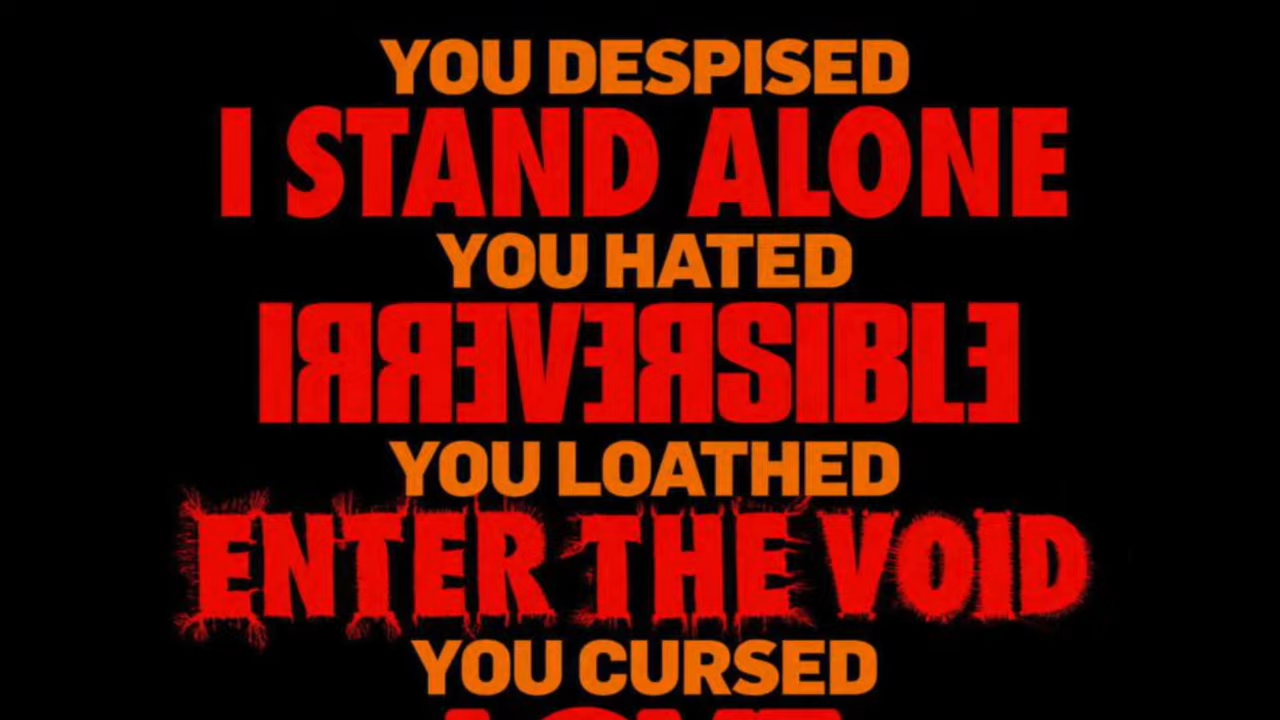 YOU DESPISED
I STAND ALONE
YOU HATED
IRREVERSIBLE
YOU LOATHED
ENTER THE VOID
YOU CURSED